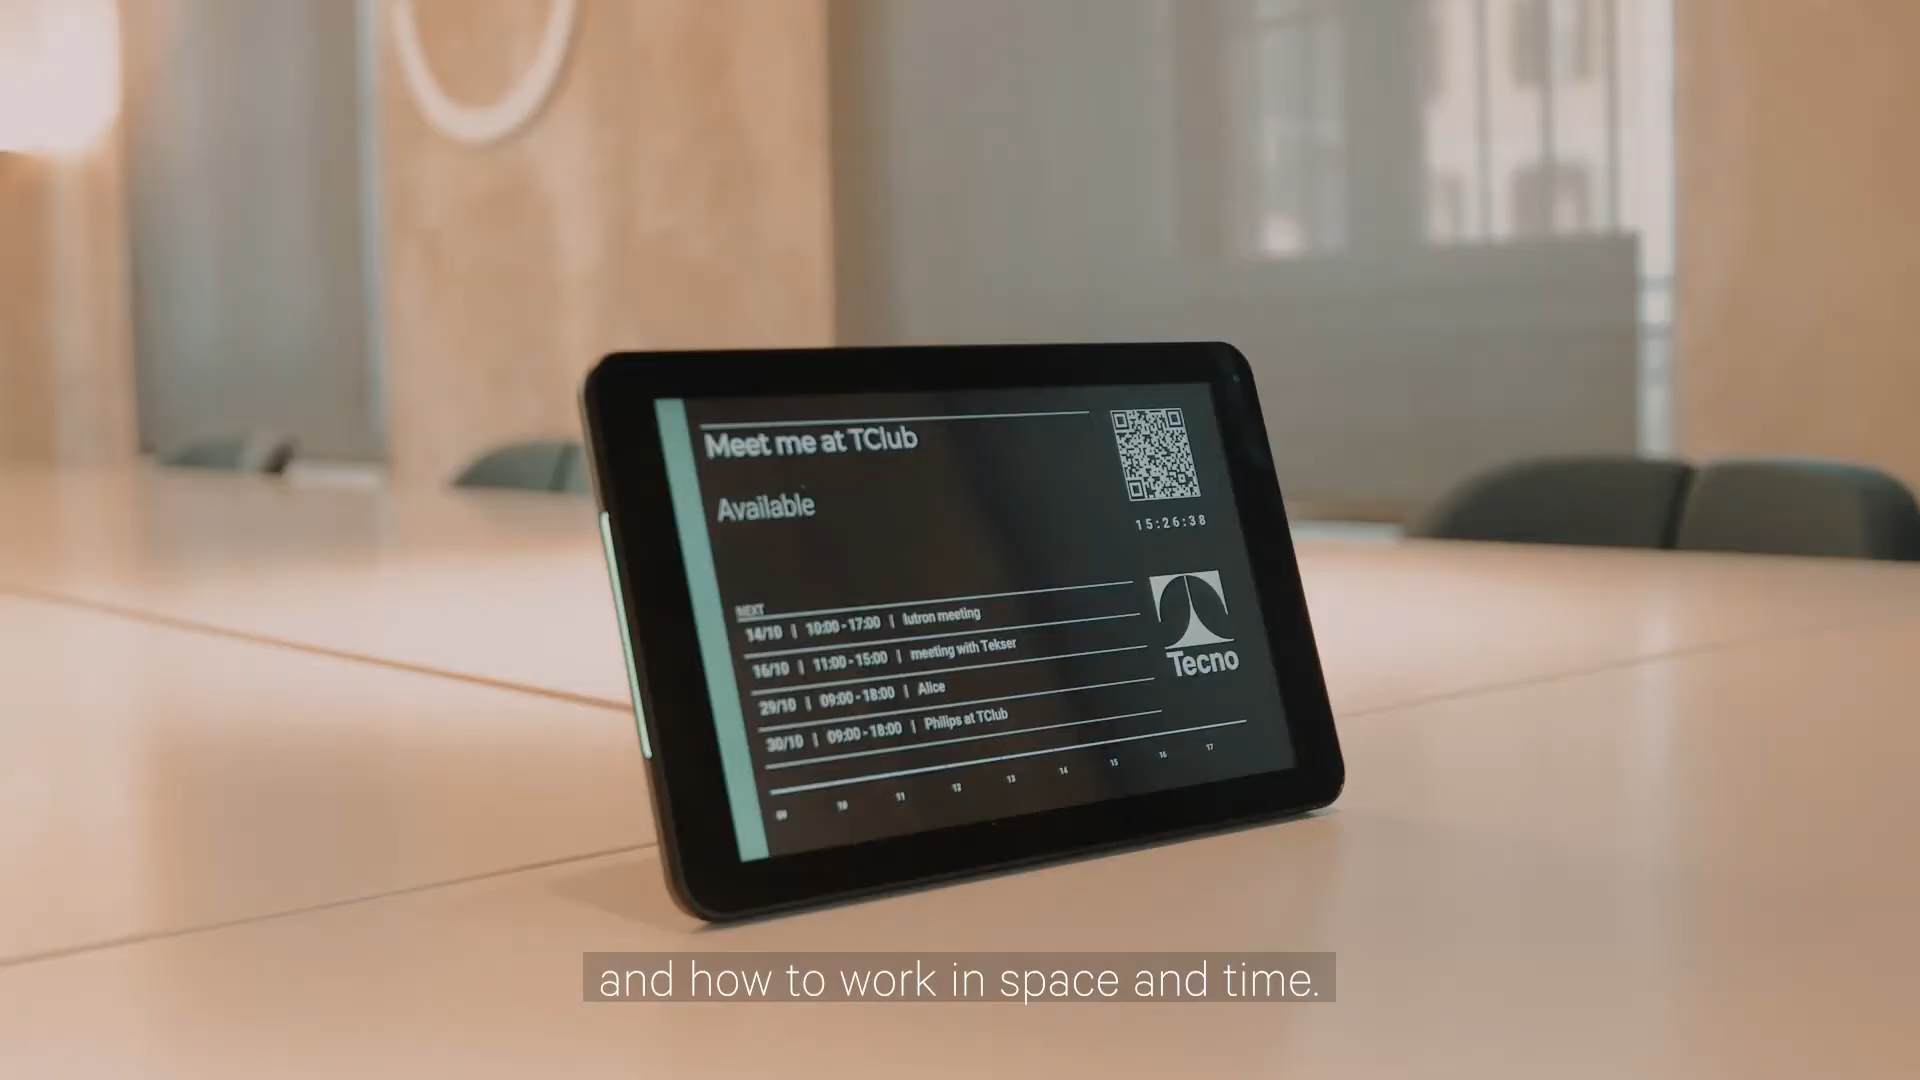 Meet me at TClub
Available
15:26:38
NEXT
14/10 | 10:00 - 17:00 | lutron meeting
16/10 | 11:00 - 15:00 | meeting with Tekser
29/10 | 09:00 - 18:00 | Alice
30/10 | 09:00 - 18:00 | Philips at TClub
Tecno
09 10 11 12 13 14 15 16 17
and how to work in space and time.